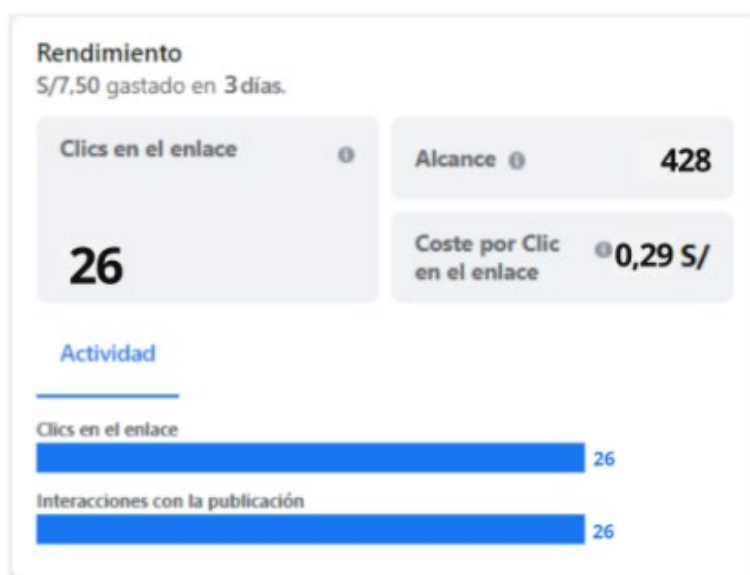 Rendimiento
S/7,50 gastado en 3 días.
Clics en el enlace
26
Alcance 428
Coste por Clic
en el enlace
0,29 S/
Actividad
Clics en el enlace
26
Interacciones con la publicación
26